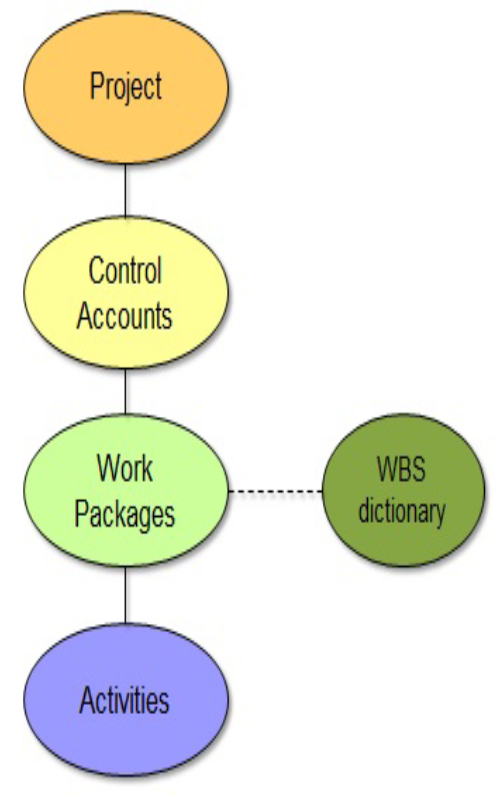 Project
Control
Accounts
Work
Packages
WBS
dictionary
Activities